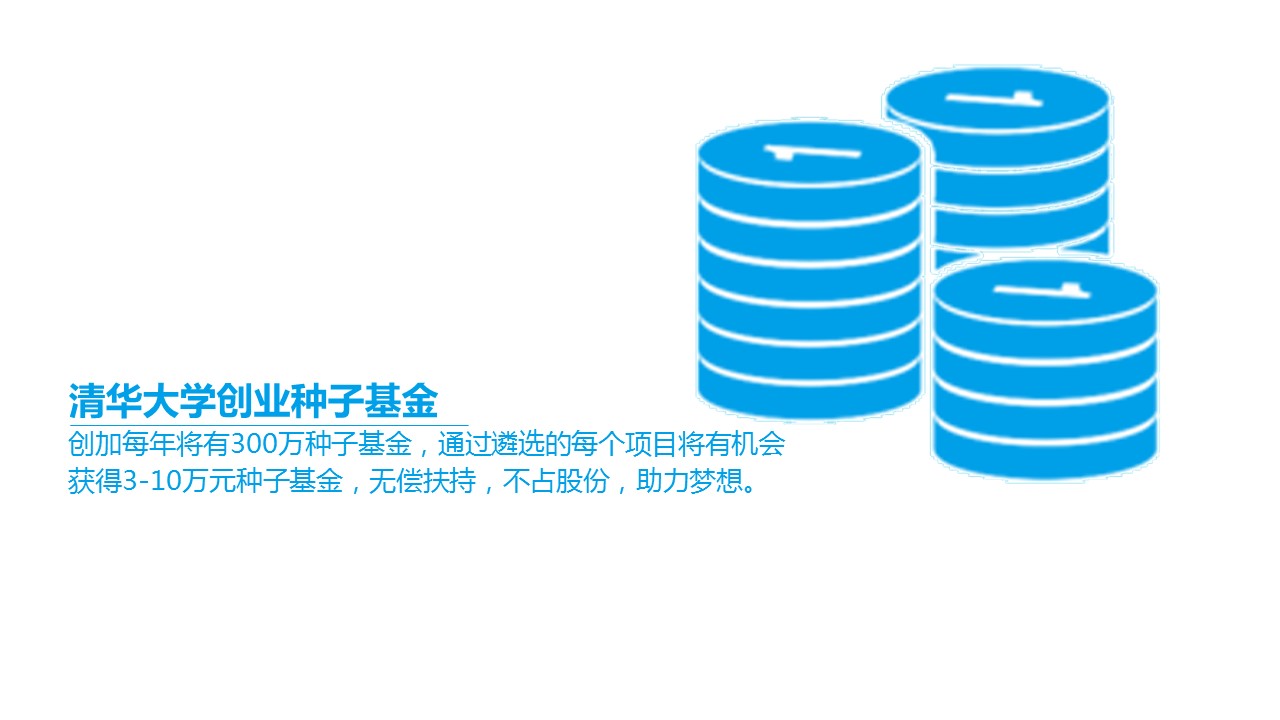 清华大学创业种子基金
创加每年将有300万种子基金，通过遴选的每个项目将有机会
获得3-10万元种子基金，无偿扶持，不占股份，助力梦想。
1
1
1